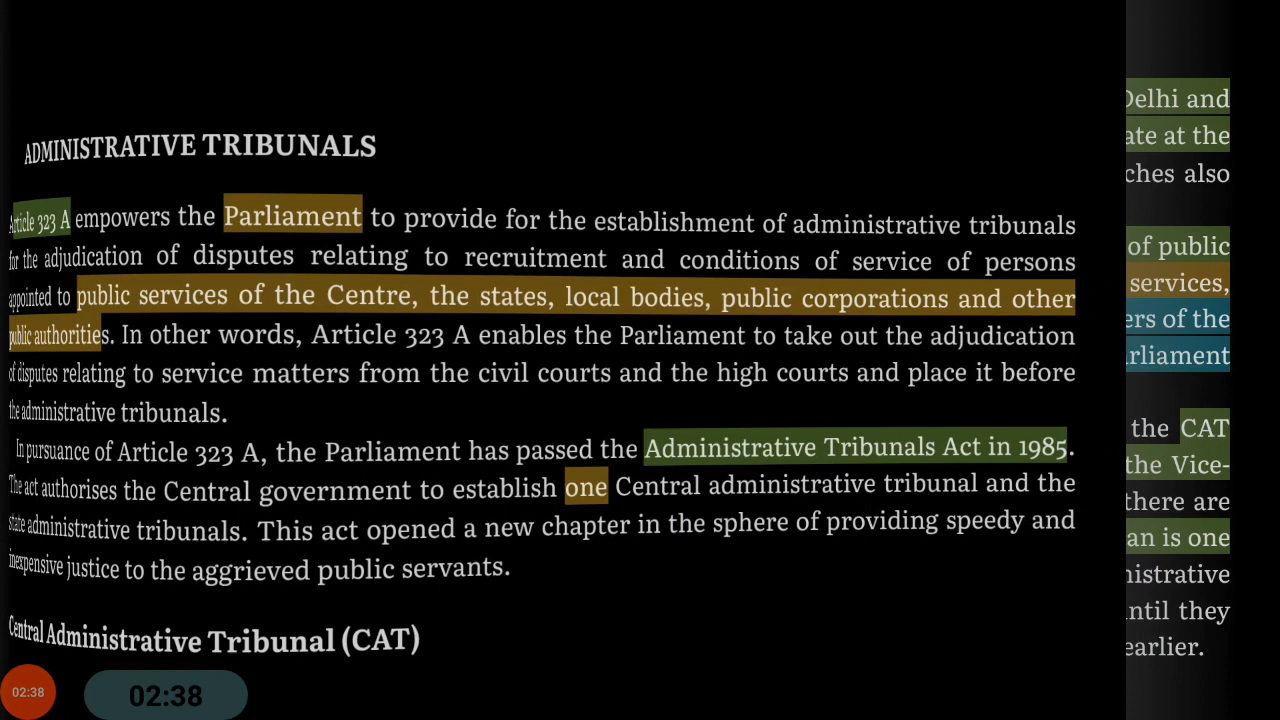 ADMINISTRATIVE TRIBUNALS
Article 323 A empowers the Parliament to provide for the establishment of administrative tribunals
for the adjudication of disputes relating to recruitment and conditions of service of persons
appointed to public services of the Centre, the states, local bodies, public corporations and other
public authorities. In other words, Article 323 A enables the Parliament to take out the adjudication
of disputes relating to service matters from the civil courts and the high courts and place it before
the administrative tribunals.
In pursuance of Article 323 A, the Parliament has passed the Administrative Tribunals Act in 1985.
The act authorises the Central government to establish one Central administrative tribunal and the
state administrative tribunals. This act opened a new chapter in the sphere of providing speedy and
inexpensive justice to the aggrieved public servants.
Central Administrative Tribunal (CAT)
02:38
02:38
Delhi and
ate at the
ches also
of public
services,
ers of the
rliament
the CAT
the Vice-
there are
an is one
nistrative
ntil they
earlier.